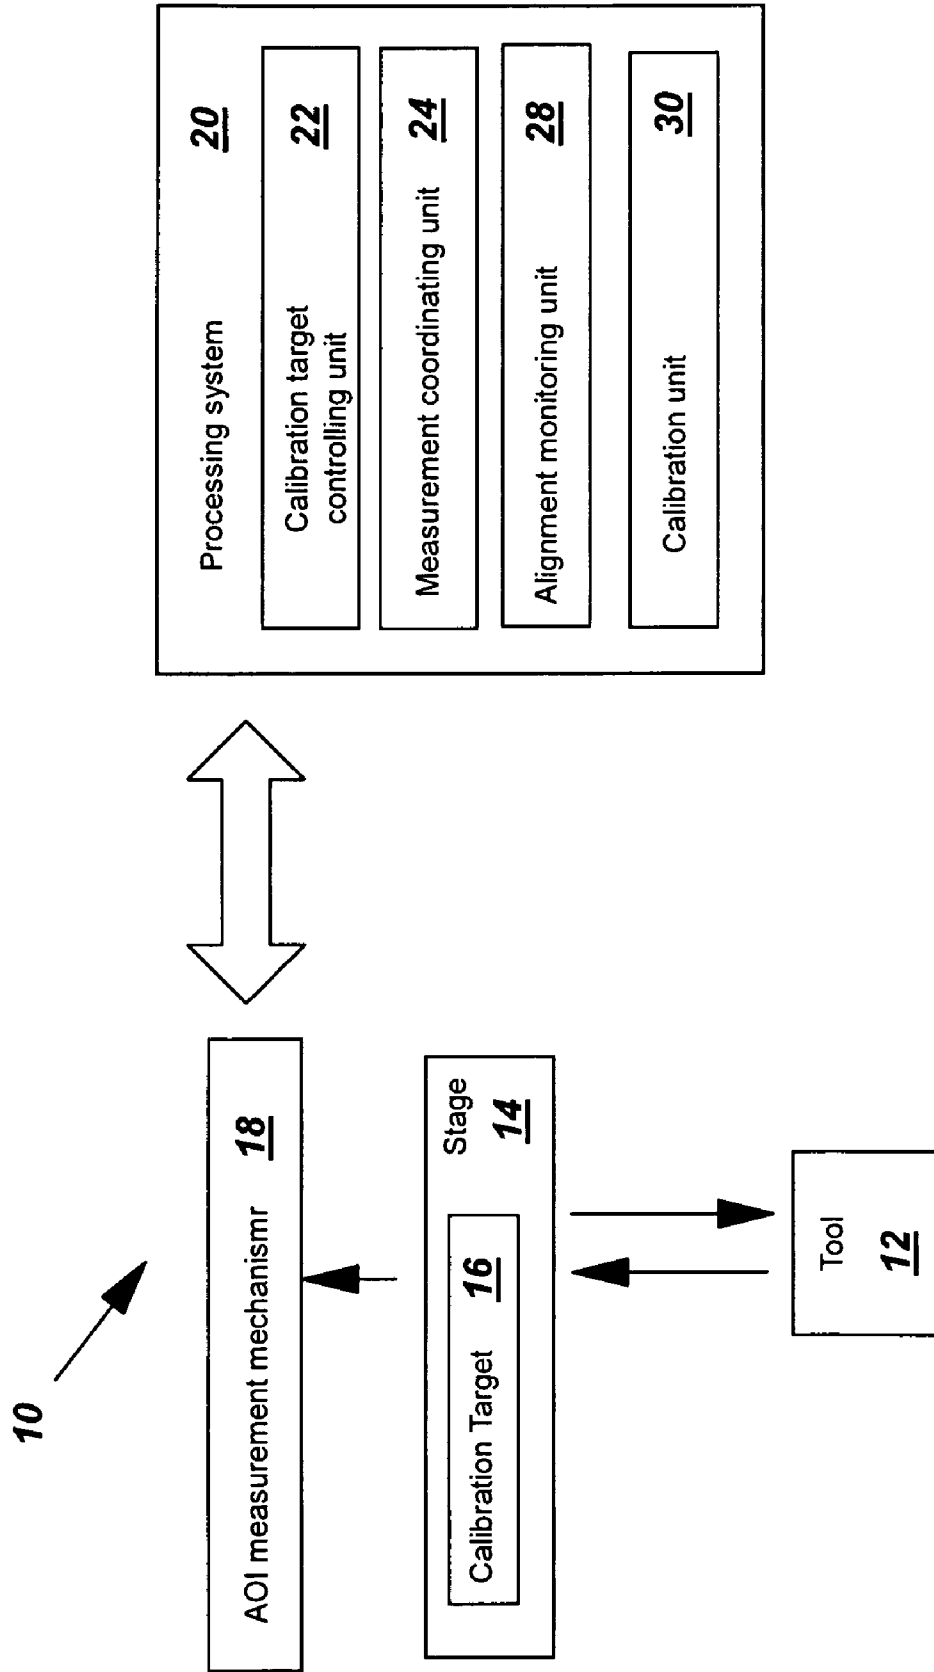 10
AOI measurement mechanismr
18
Stage
14
Calibration Target
16
Tool
12
Processing system
20
Calibration target
controlling unit
22
Measurement coordinating unit
24
Alignment monitoring unit
28
Calibration unit
30